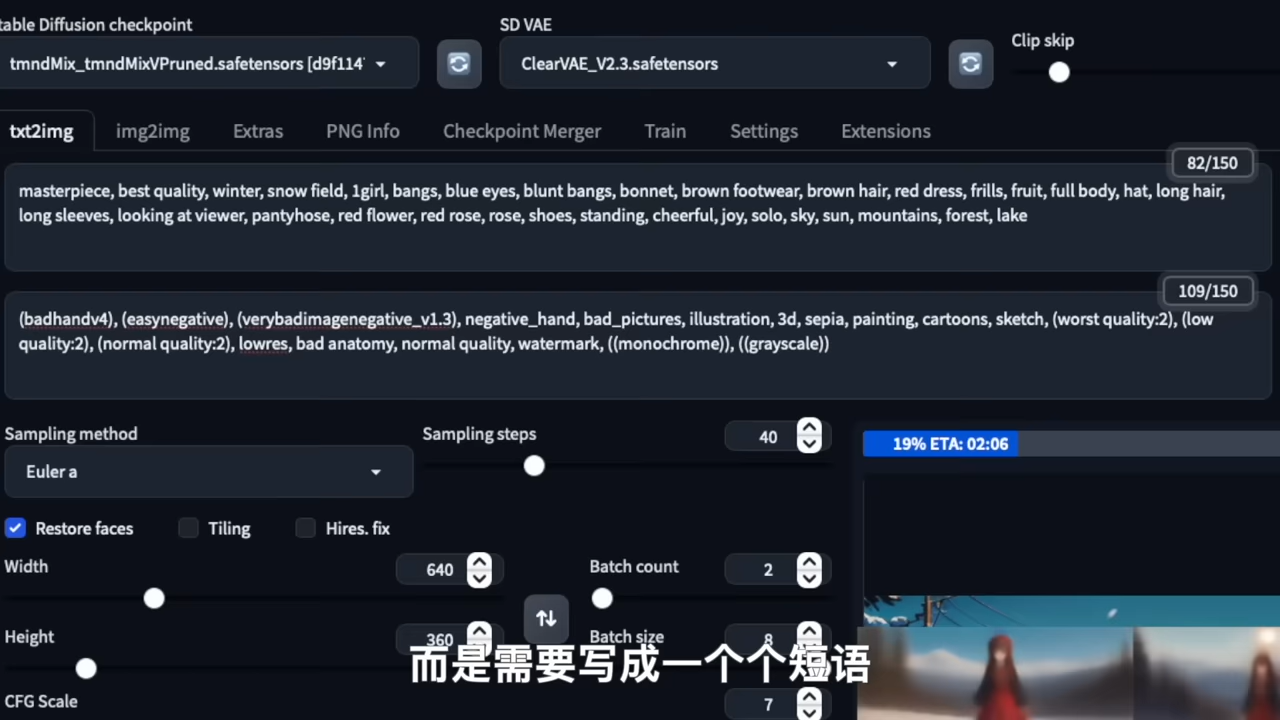 table Diffusion checkpoint
SD VAE
Clip skip
tmndMix_tmndMixVPruned.safetensors [d9f114
ClearVAE_V2.3.safetensors
txt2img
img2img
Extras
PNG Info
Checkpoint Merger
Train
Settings
Extensions
82/150
masterpiece, best quality, winter, snow field, 1girl, bangs, blue eyes, blunt bangs, bonnet, brown footwear, brown hair, red dress, frills, fruit, full body, hat, long hair,
long sleeves, looking at viewer, pantyhose, red flower, red rose, rose, shoes, standing, cheerful, joy, solo, sky, sun, mountains, forest, lake
109/150
(badhandv4), (easynegative), (verybadimagenegative_v1.3), negative_hand, bad_pictures, illustration, 3d, sepia, painting, cartoons, sketch, (worst quality:2), (low
quality:2), (normal quality:2), lowres, bad anatomy, normal quality, watermark, ((monochrome)), ((grayscale))
Sampling method
Sampling steps
40
19% ETA: 02:06
Euler a
Restore faces
Tiling
Hires. fix
Width
640
Batch count
2
Height
360
Batch size
8
而是需要写成一个个短语
CFG Scale
7